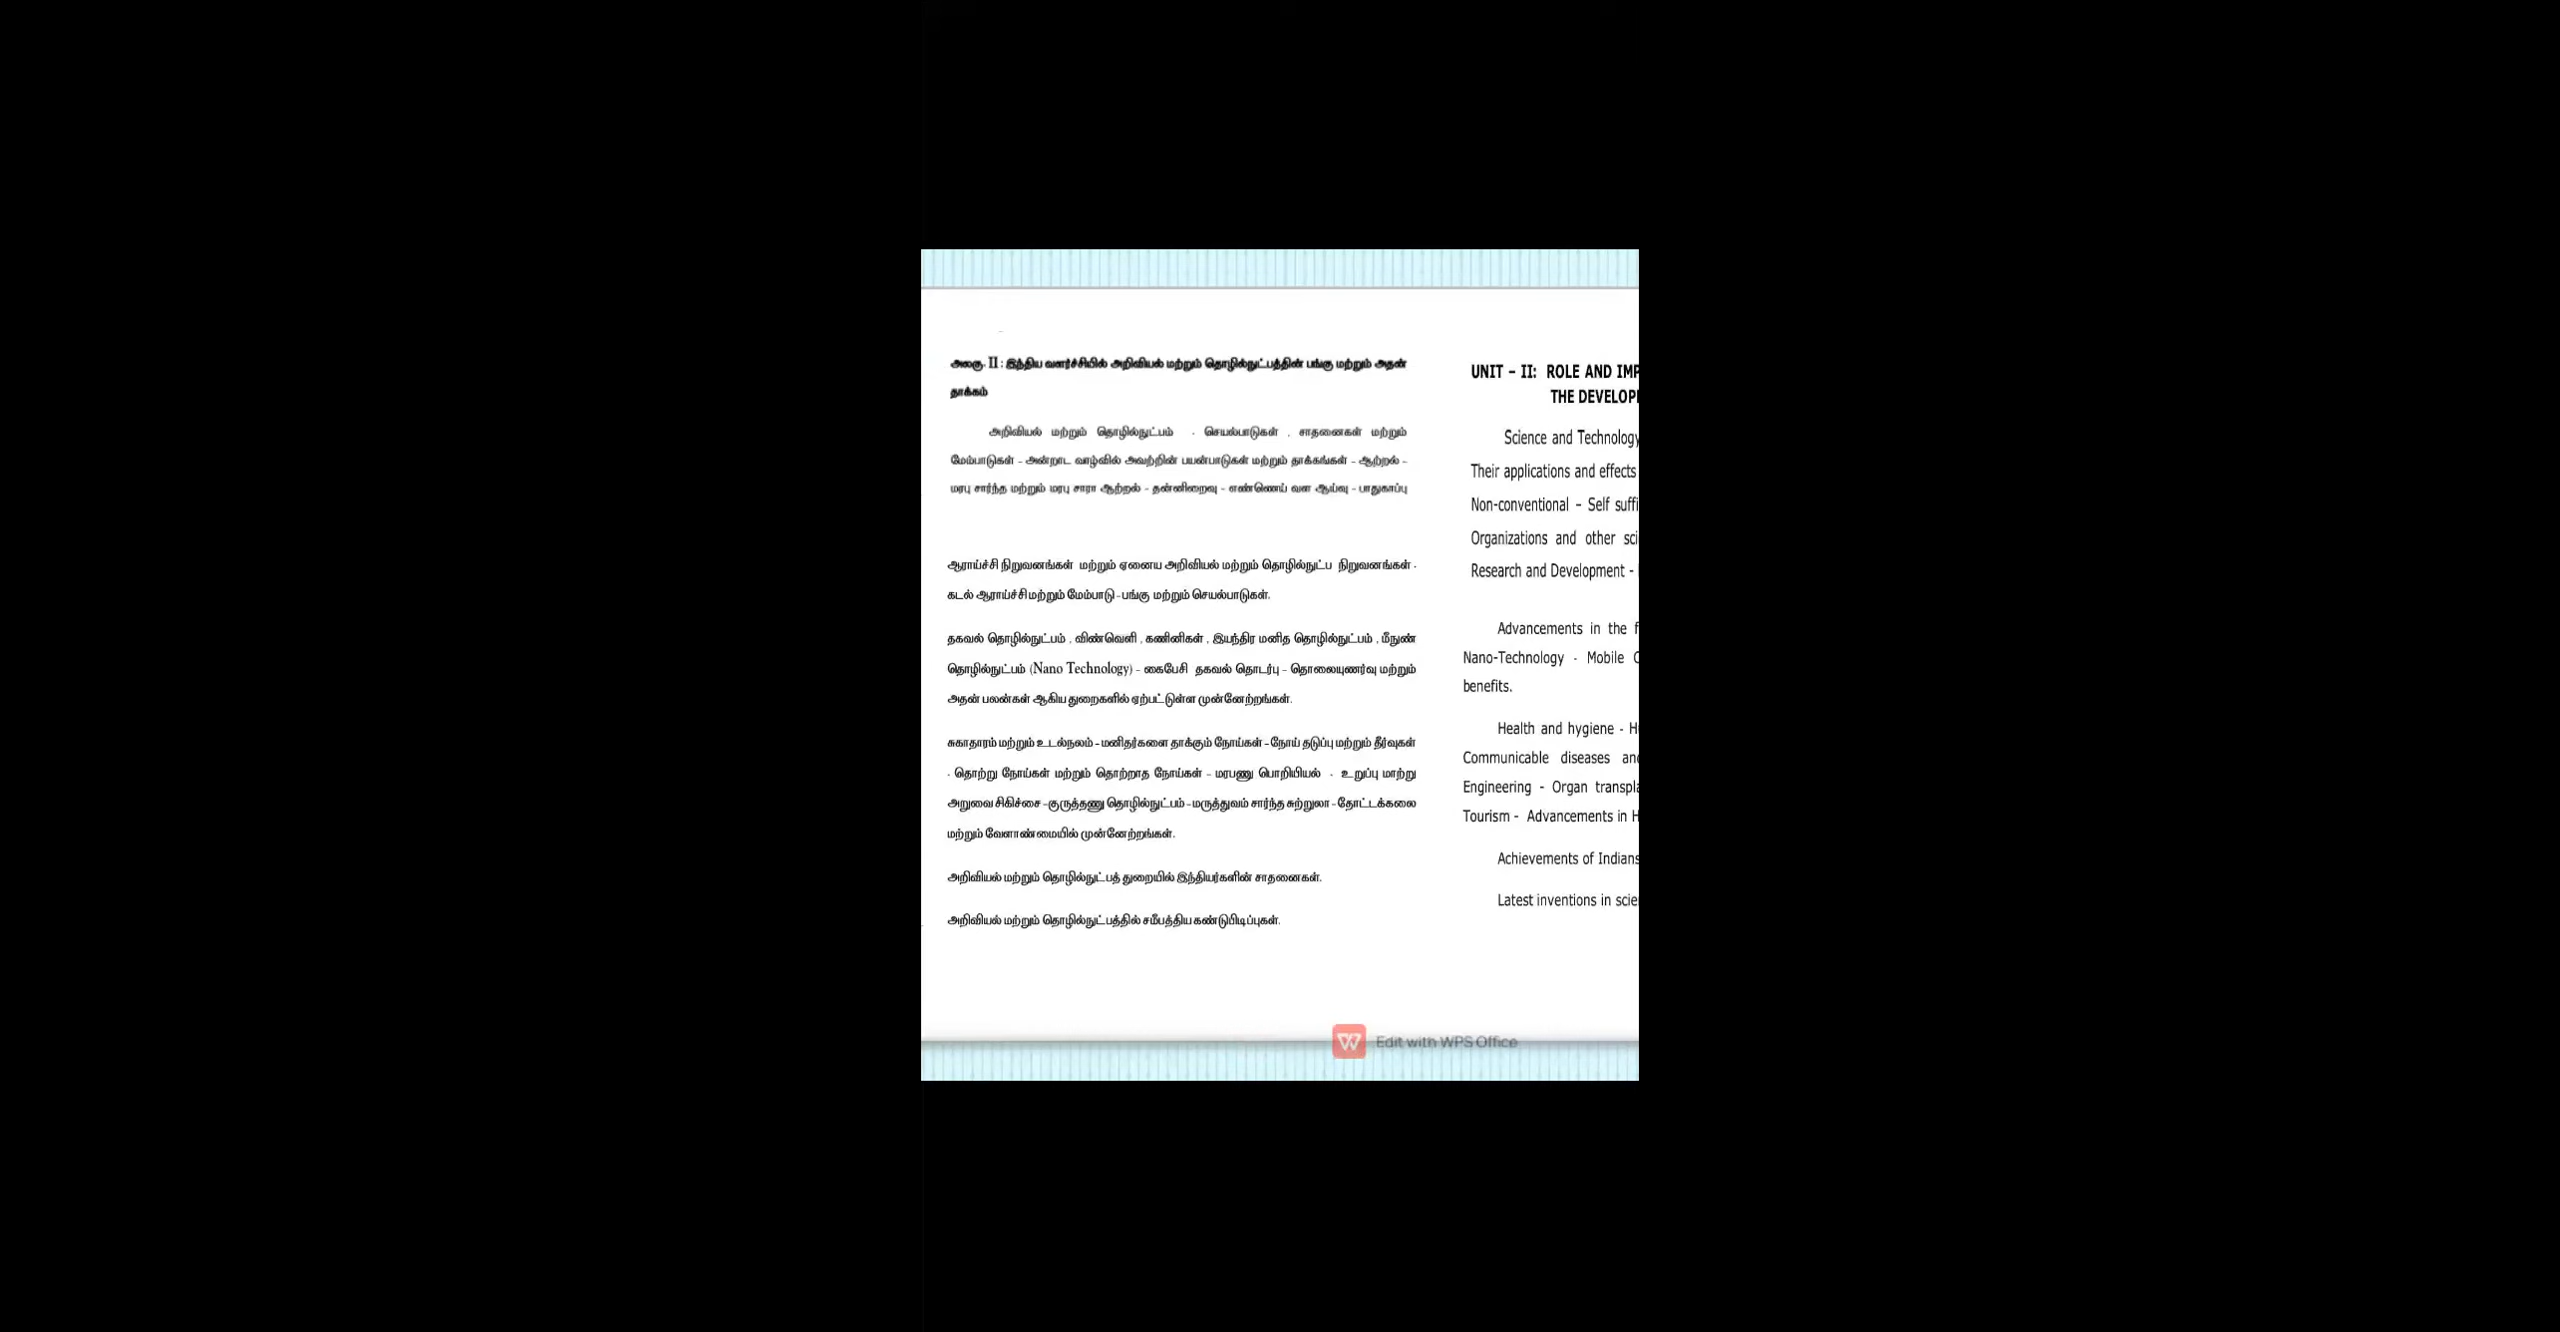 அலகு. II : இந்திய வளர்ச்சியில் அறிவியல் மற்றும் தொழில்நுட்பத்தின் பங்கு மற்றும் அதன்
தாக்கம்
அறிவியல் மற்றும் தொழில்நுட்பம் - செயல்பாடுகள் , சாதனைகள் மற்றும்
மேம்பாடுகள் – அன்றாட வாழ்வில் அவற்றின் பயன்பாடுகள் மற்றும் தாக்கங்கள் – ஆற்றல் –
மரபு சார்ந்த மற்றும் மரபு சாரா ஆற்றல் – தன்னிறைவு – எண்ணெய் வள ஆய்வு – பாதுகாப்பு
ஆராய்ச்சி நிறுவனங்கள் மற்றும் ஏனைய அறிவியல் மற்றும் தொழில்நுட்ப நிறுவனங்கள் -
கடல் ஆராய்ச்சி மற்றும் மேம்பாடு – பங்கு மற்றும் செயல்பாடுகள்.
தகவல் தொழில்நுட்பம் , விண்வெளி , கணினிகள் , இயந்திர மனித தொழில்நுட்பம் , மீநுண்
தொழில்நுட்பம் (Nano Technology) – கைபேசி தகவல் தொடர்பு – தொலையுணர்வு மற்றும்
அதன் பலன்கள் ஆகிய துறைகளில் ஏற்பட்டுள்ள முன்னேற்றங்கள்.
சுகாதாரம் மற்றும் உடல்நலம் – மனிதர்களை தாக்கும் நோய்கள் – நோய் தடுப்பு மற்றும் தீர்வுகள்
- தொற்று நோய்கள் மற்றும் தொற்றாத நோய்கள் – மரபணு பொறியியல் - உறுப்பு மாற்று
அறுவை சிகிச்சை –குருத்தணு தொழில்நுட்பம் – மருத்துவம் சார்ந்த சுற்றுலா – தோட்டக்கலை
மற்றும் வேளாண்மையில் முன்னேற்றங்கள்.
அறிவியல் மற்றும் தொழில்நுட்பத் துறையில் இந்தியர்களின் சாதனைகள்.
அறிவியல் மற்றும் தொழில்நுட்பத்தில் சமீபத்திய கண்டுபிடிப்புகள்.
UNIT – II: ROLE AND IMP
THE DEVELOP
Science and Technology
Their applications and effects
Non-conventional – Self suffi
Organizations and other sci
Research and Development -
Advancements in the f
Nano-Technology - Mobile C
benefits.
Health and hygiene - H
Communicable diseases and
Engineering - Organ transpla
Tourism - Advancements in H
Achievements of Indians
Latest inventions in scie
Edit with WPS Office